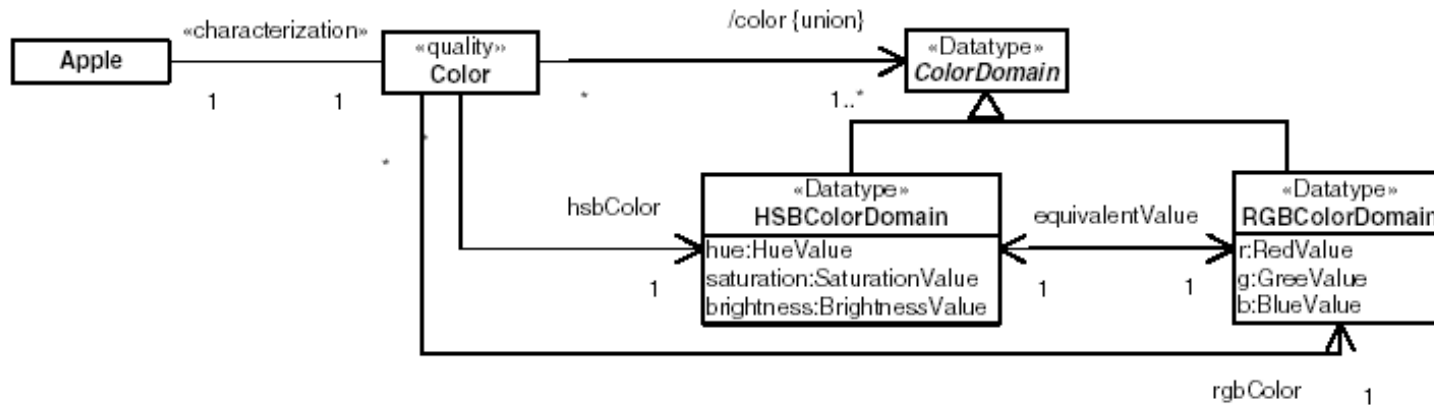 /color {union}
«characterization»
Apple
1
1
«quality»
Color
*
1..*
«Datatype»
ColorDomain
*
*
hsbColor
1
«Datatype»
HSBColorDomain
hue:HueValue
saturation:SaturationValue
brightness:BrightnessValue
equivalentValue
1
1
«Datatype»
RGBColorDomain
r:RedValue
g:GreeValue
b:BlueValue
rgbColor
1